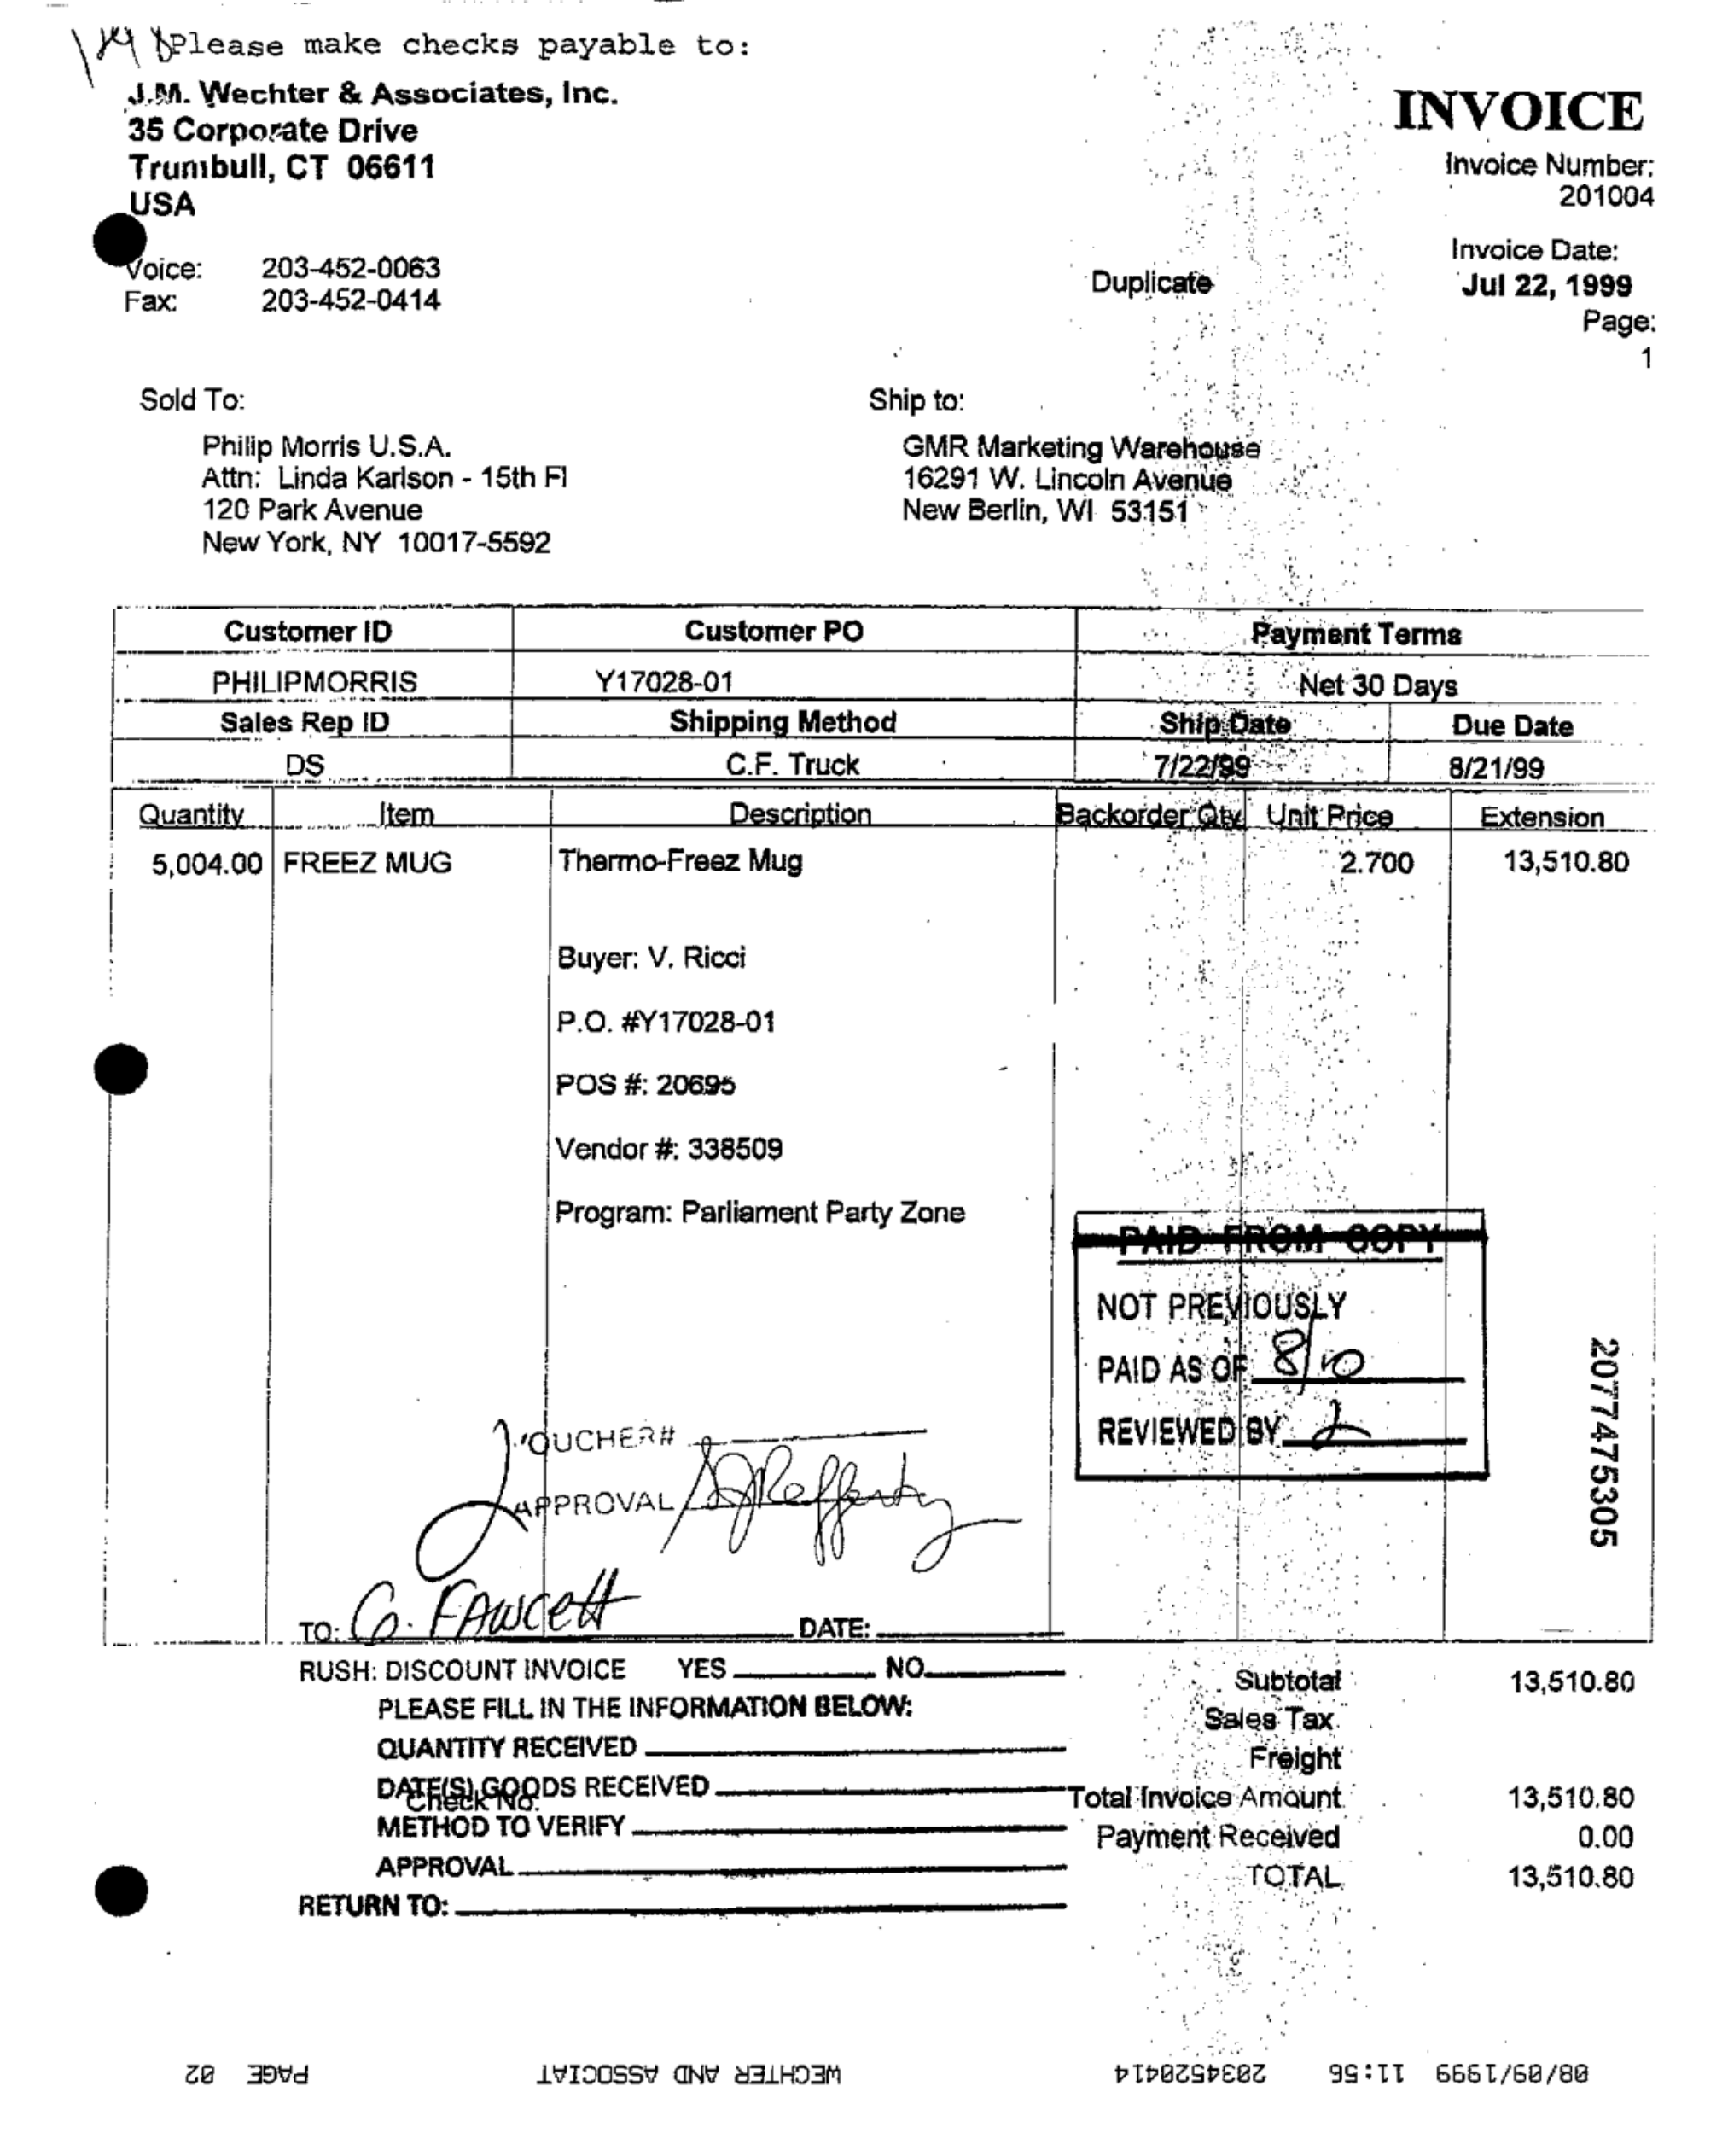 Please make checks payable to:
J.M. Wechter & Associates, Inc.
35 Corporate Drive
Trumbull, CT 06611
USA
Voice: 203-452-0063
Fax: 203-452-0414
INVOICE
Invoice Number:
201004
Invoice Date:
Duplicate
Jul 22, 1999
Page:
1
Sold To:
Philip Morris U.S.A.
Attn: Linda Karlson - 15th Fl
120 Park Avenue
New York, NY 10017-5592
Ship to:
GMR Marketing Warehouse
16291 W. Lincoln Avenue
New Berlin, WI 53151
Customer ID Customer PO Payment Terms
PHILIPMORRIS Y17028-01 Net 30 Days
Sales Rep ID Shipping Method Ship Date Due Date
DS C.F. Truck 7/22/99 8/21/99
Quantity Item Description Backorder Qty Unit Price Extension
5,004.00 FREEZ MUG Thermo-Freez Mug 2.700 13,510.80
Buyer: V. Ricci
P.O. #Y17028-01
POS #: 20695
Vendor #: 338509
Program: Parliament Party Zone
PAID FROM COPY
NOT PREVIOUSLY
PAID AS OF 8/10
REVIEWED BY
2077475305
VOUCHER#
APPROVAL
TO: G. FAWCETT DATE:
RUSH: DISCOUNT INVOICE YES NO
PLEASE FILL IN THE INFORMATION BELOW:
QUANTITY RECEIVED
DATE(S) GOODS RECEIVED
Check No:
METHOD TO VERIFY
APPROVAL
RETURN TO:
Subtotal 13,510.80
Sales Tax
Freight
Total Invoice Amount 13,510.80
Payment Received 0.00
TOTAL 13,510.80
08/09/1999 11:56 2034520414 WECHTER AND ASSOCIAT PAGE 02